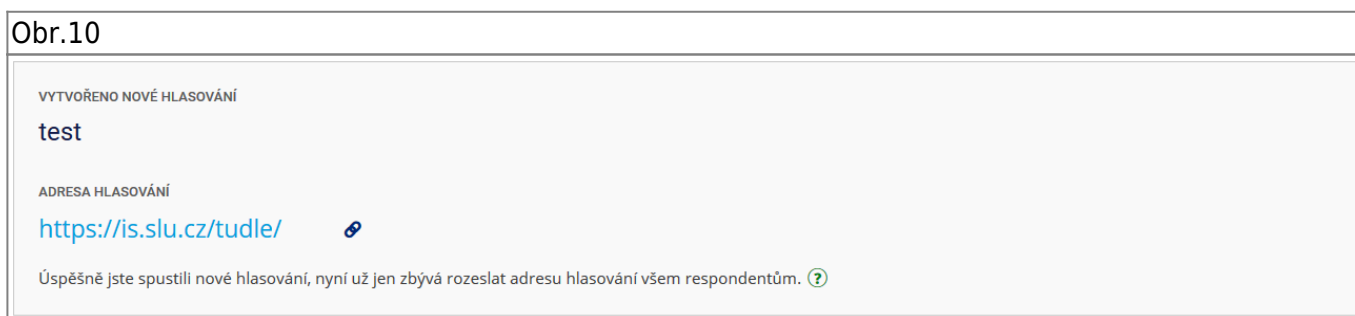 Obr.10
VYTVOŘENO NOVÉ HLASOVÁNÍ
test
ADRESA HLASOVÁNÍ
https://is.slu.cz/tudle/
Úspěšně jste spustili nové hlasování, nyní už jen zbývá rozeslat adresu hlasování všem respondentům. ?